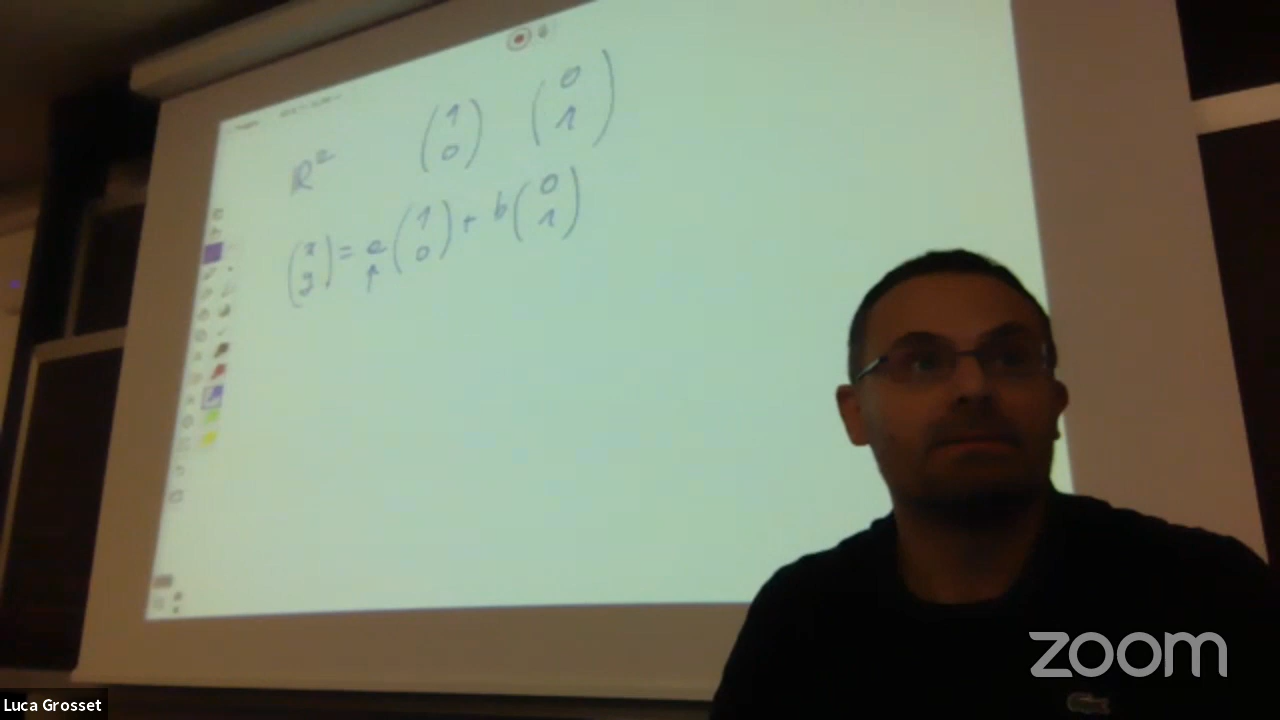 ℝ² (1 0) (0 1)
(x y) = a (1 0) + b (0 1)
zoom
Luca Grosset